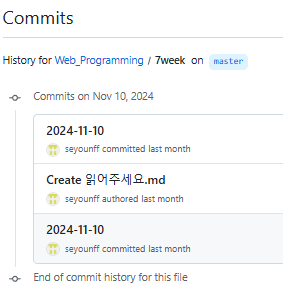 Commits
History for Web_Programming / 7week on master
Commits on Nov 10, 2024
2024-11-10
seyounff committed last month
Create 읽어주세요.md
seyounff authored last month
2024-11-10
seyounff committed last month
End of commit history for this file